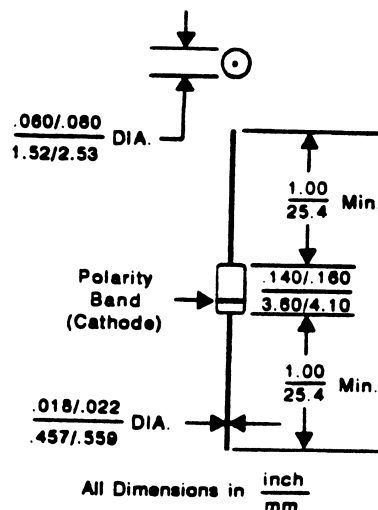 .060/.080 DIA.
1.52/2.53
1.00 Min.
25.4
Polarity
Band
(Cathode)
.140/.160
3.60/4.10
1.00 Min.
25.4
.018/.022 DIA.
.457/.559
All Dimensions in inch
mm